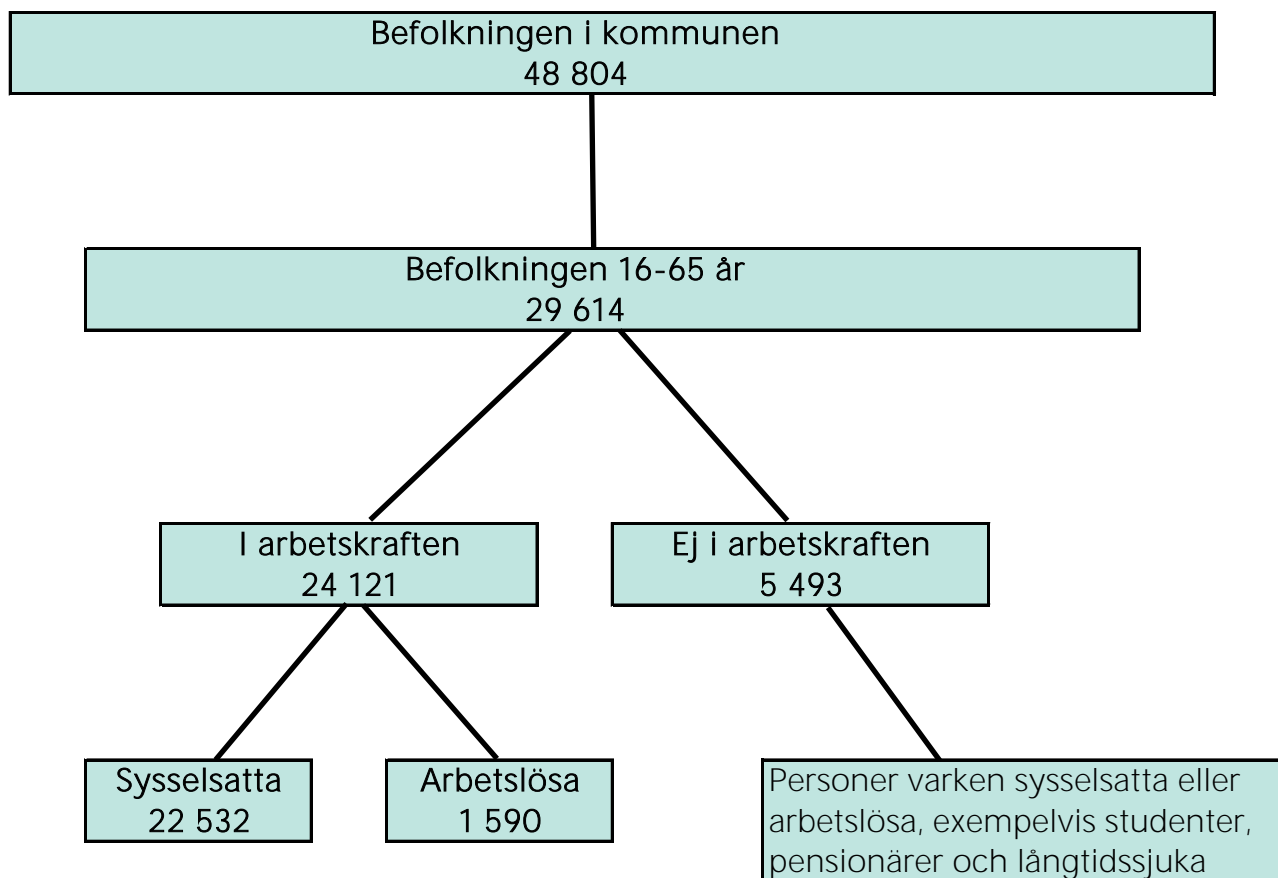 Befolkningen i kommunen
48 804
Befolkningen 16-65 år
29 614
I arbetskraften
24 121
Ej i arbetskraften
5 493
Sysselsatta
22 532
Arbetslösa
1 590
Personer varken sysselsatta eller
arbetslösa, exempelvis studenter,
pensionärer och långtidssjuka